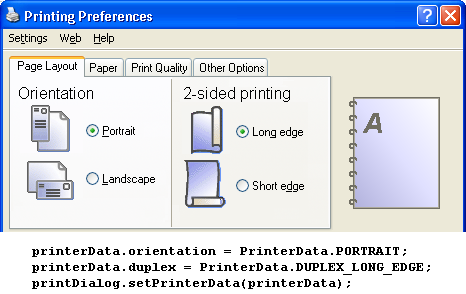 Printing Preferences
Settings Web Help
Page Layout Paper Print Quality Other Options
Orientation
Portrait
Landscape
2-sided printing
Long edge
Short edge
A
printerData.orientation = PrinterData.PORTRAIT;
printerData.duplex = PrinterData.DUPLEX_LONG_EDGE;
printDialog.setPrinterData(printerData);